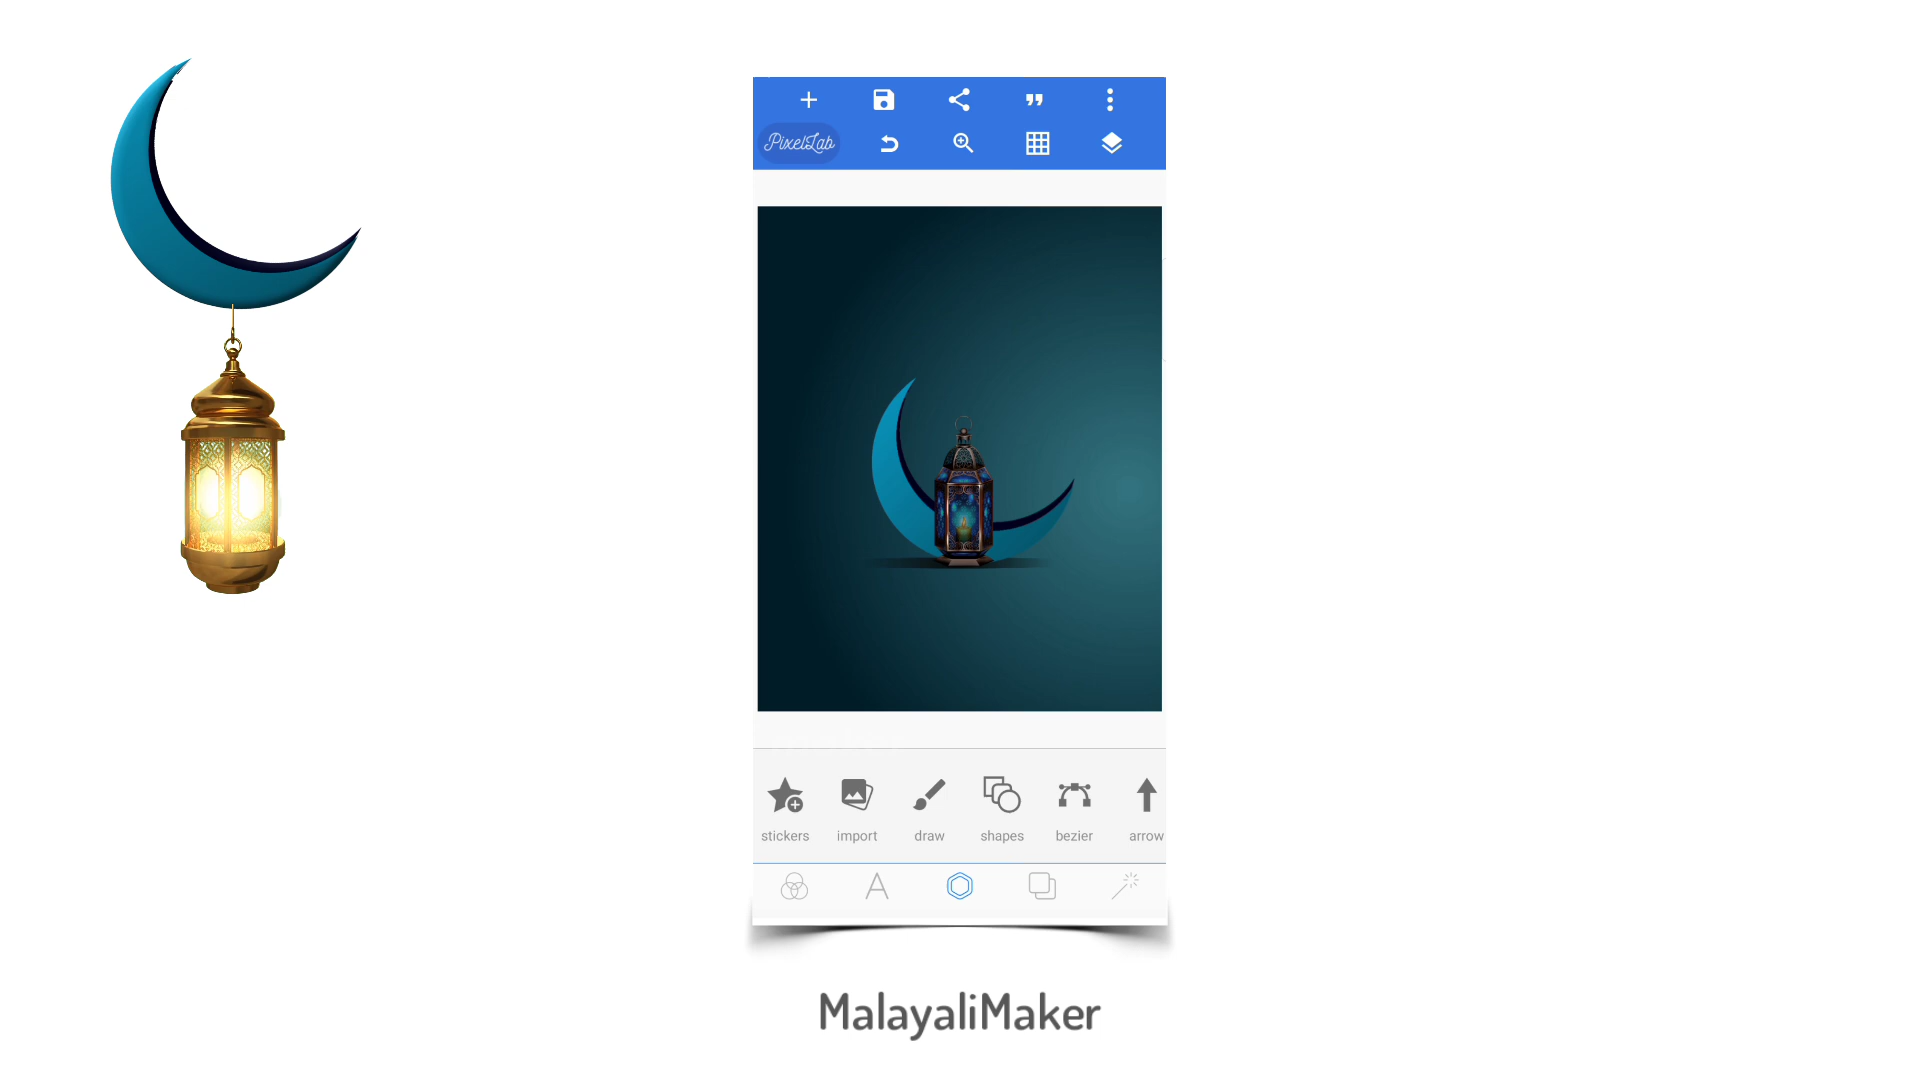 PixelLab
stickers import draw shapes bezier arrow
MalayaliMaker